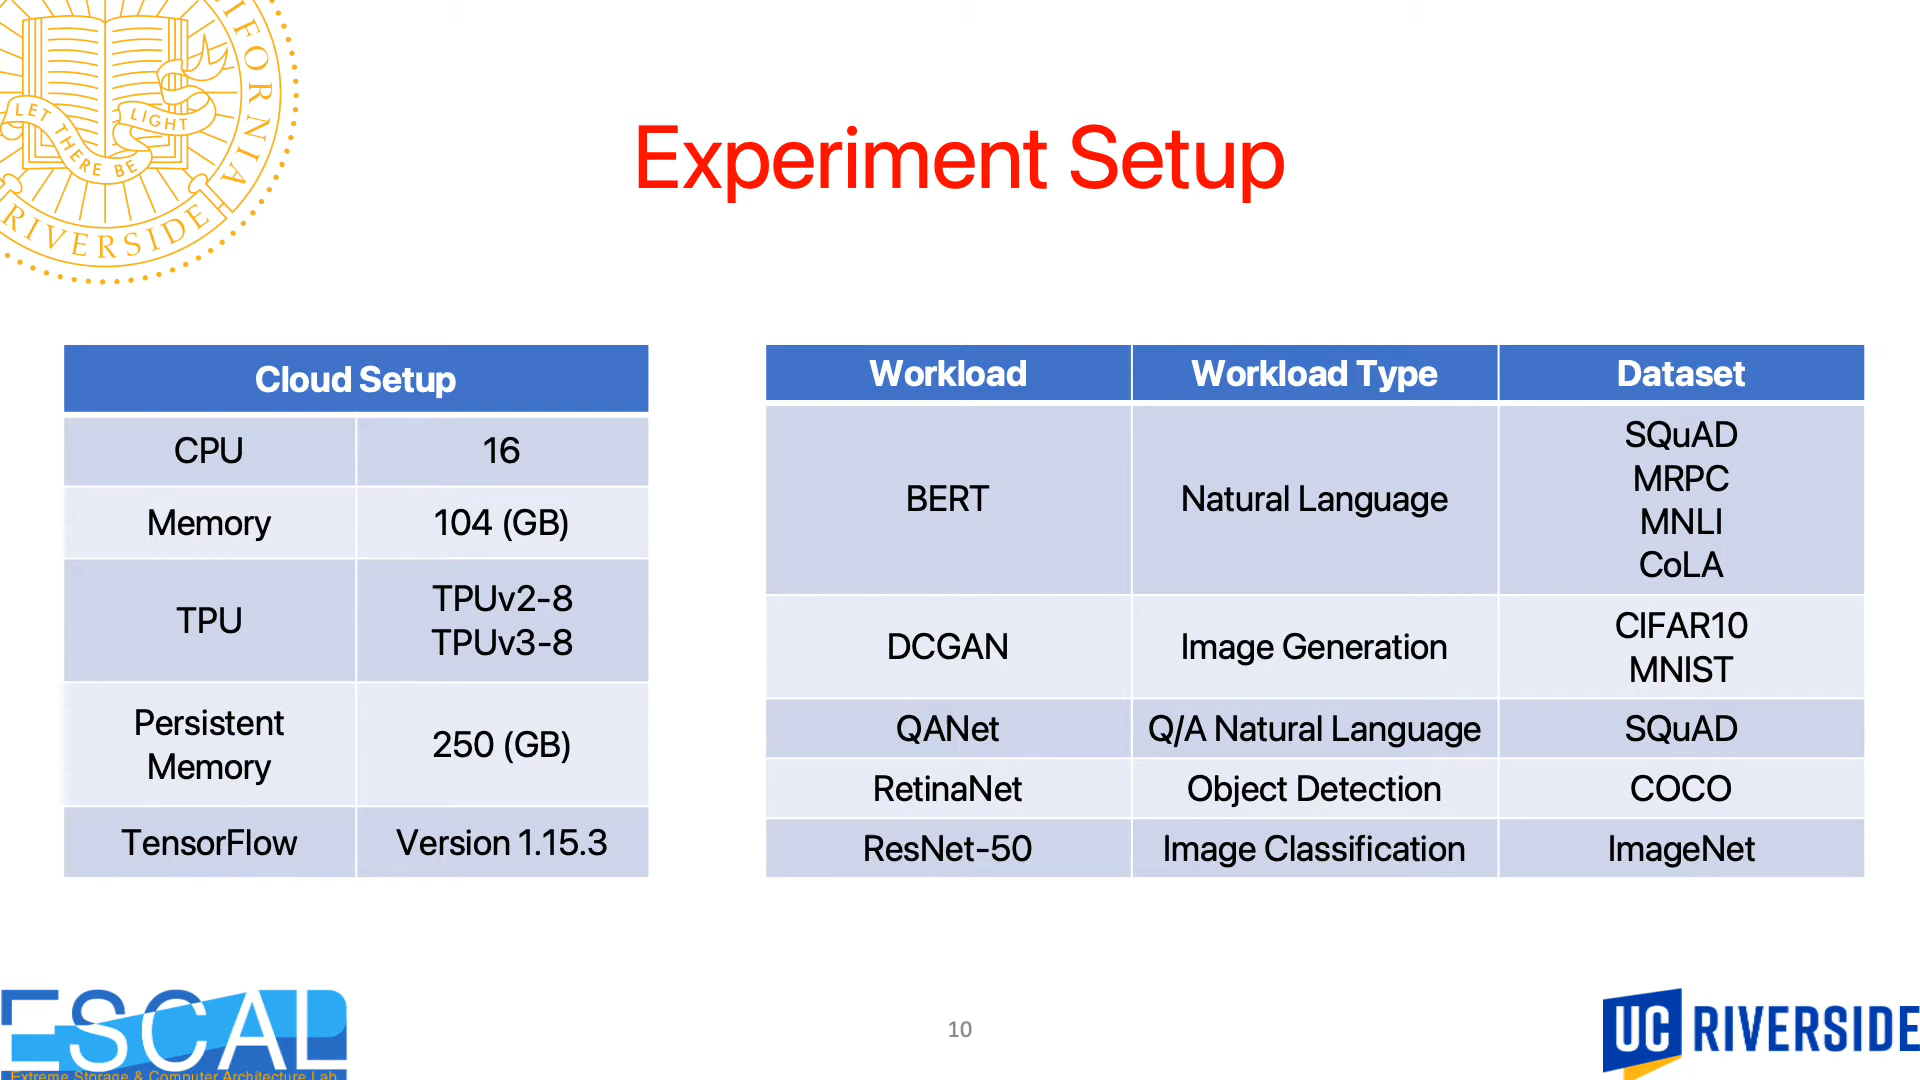 IFORNIA
LET THERE BE LIGHT
RIVERSIDE
Experiment Setup
Cloud Setup
CPU 16
Memory 104 (GB)
TPU TPUv2-8
TPUv3-8
Persistent
Memory 250 (GB)
TensorFlow Version 1.15.3
Workload Workload Type Dataset
BERT Natural Language SQuAD
MRPC
MNLI
CoLA
DCGAN Image Generation CIFAR10
MNIST
QANet Q/A Natural Language SQuAD
RetinaNet Object Detection COCO
ResNet-50 Image Classification ImageNet
ESCAL
Extreme Storage & Computer Architecture Lab
10
UC RIVERSIDE